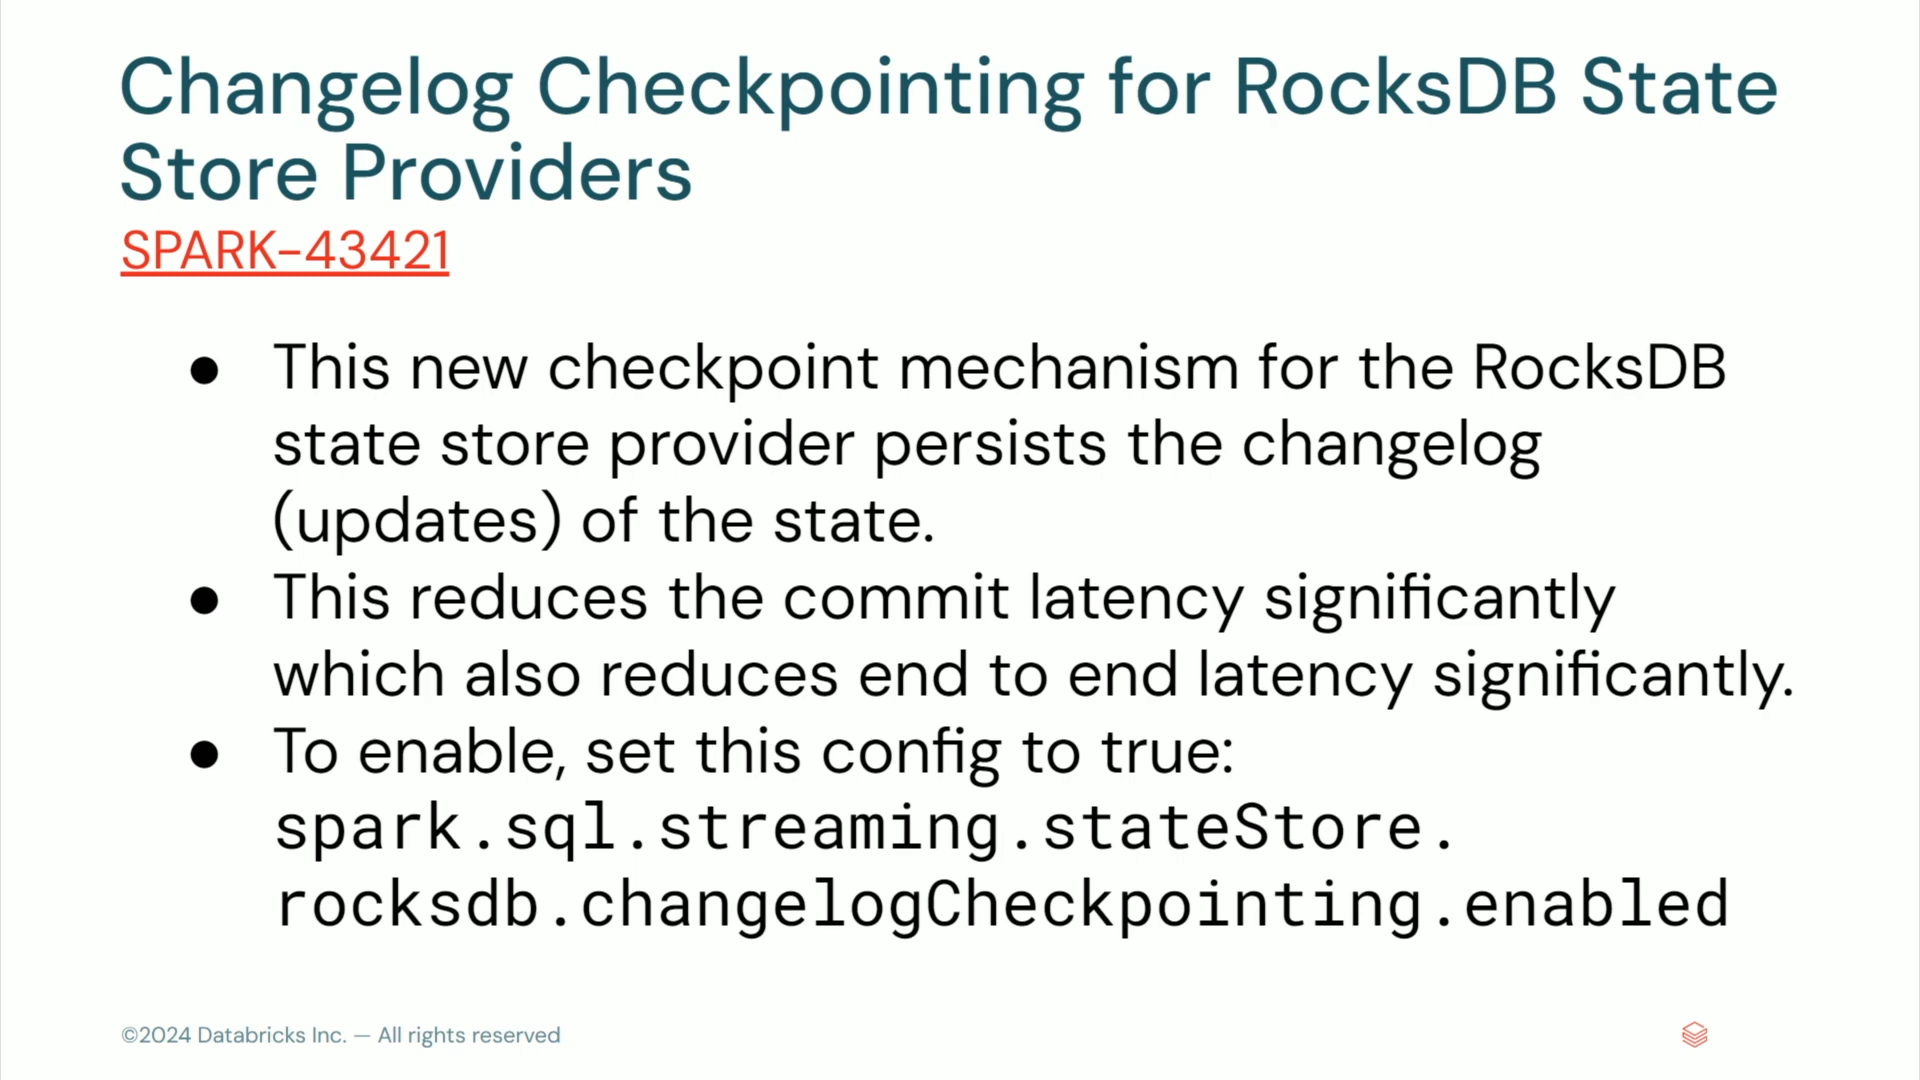 Changelog Checkpointing for RocksDB State
Store Providers
SPARK-43421
● This new checkpoint mechanism for the RocksDB
state store provider persists the changelog
(updates) of the state.
● This reduces the commit latency significantly
which also reduces end to end latency significantly.
● To enable, set this config to true:
spark.sql.streaming.stateStore.
rocksdb.changelogCheckpointing.enabled
©2024 Databricks Inc. — All rights reserved